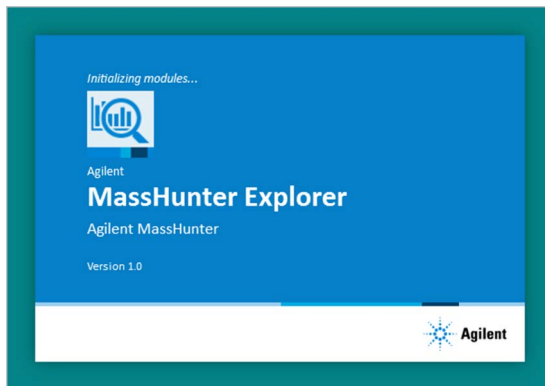 Initializing modules...
Agilent
MassHunter Explorer
Agilent MassHunter
Version 1.0
Agilent